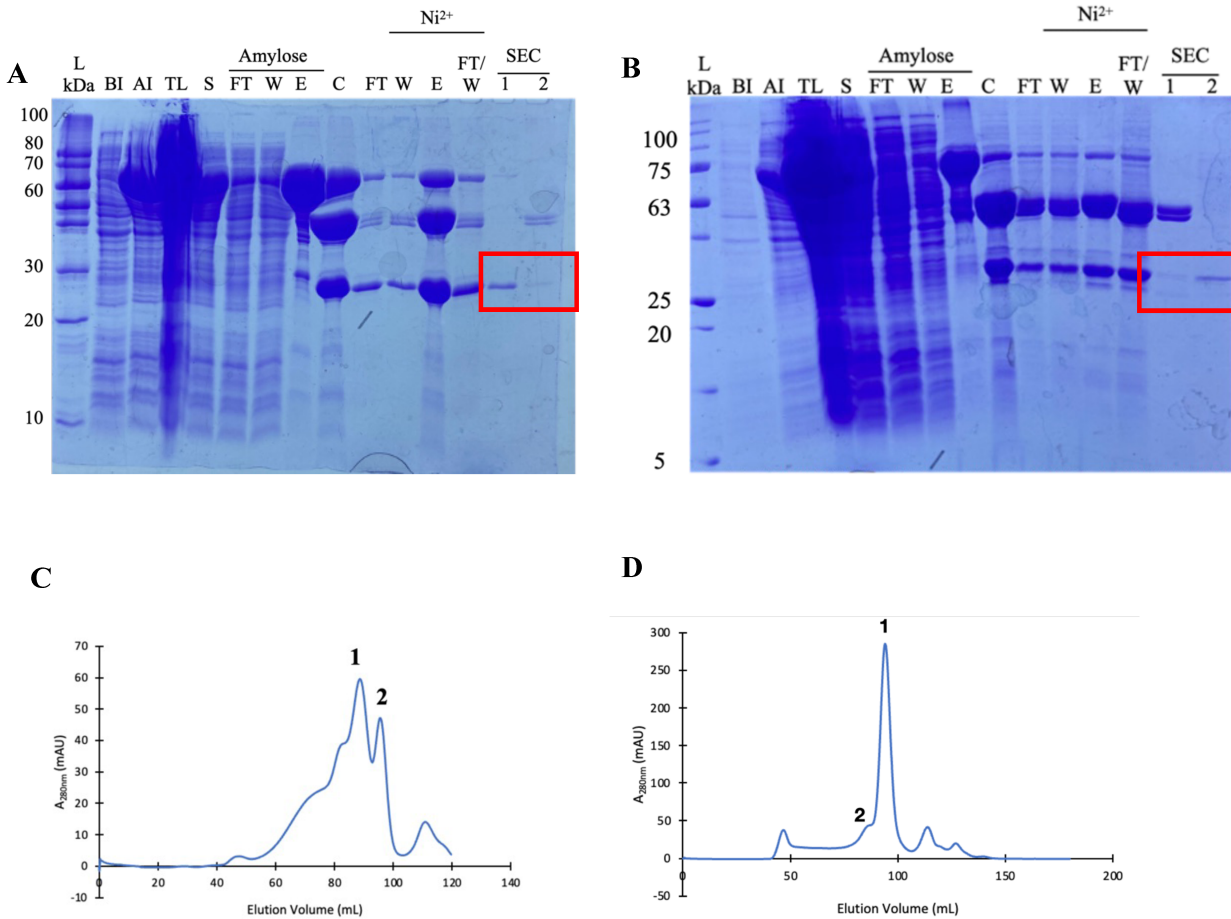 A
Ni²⁺
L
kDa
BI AI TL S
Amylose
FT W E
C
FT W E
FT/
W
SEC
1 2
100
80
70
60
30
20
10
B
Ni²⁺
L
kDa
BI AI TL S
Amylose
FT W E
C
FT W E
FT/
W
SEC
1 2
100
75
63
25
20
5
C
70
60
50
40
30
20
10
0
-10
A280nm (mAU)
1
2
0 20 40 60 80 100 120 140
Elution Volume (mL)
D
300
250
200
150
100
50
0
-50
A280nm (mAU)
1
2
0 50 100 150 200
Elution Volume (mL)